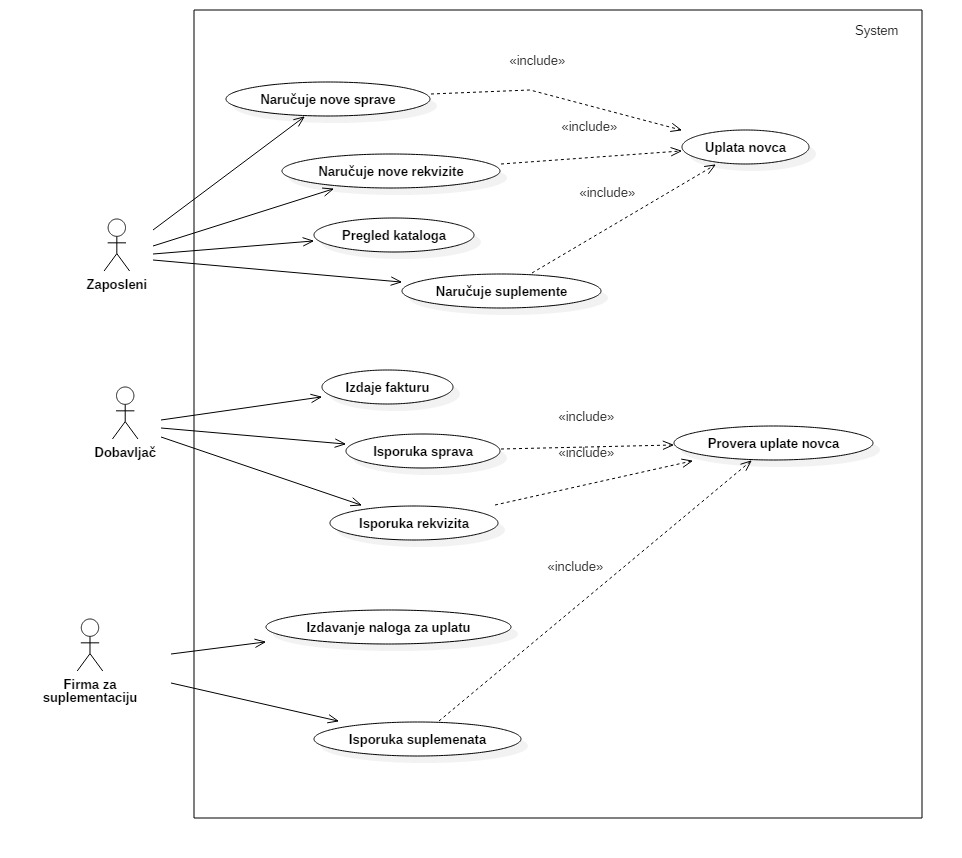 System
«include»
Naručuje nove sprave
«include»
Uplata novca
Naručuje nove rekvizite
«include»
Pregled kataloga
Zaposleni
Naručuje suplemente
Izdaje fakturu
«include»
Provera uplate novca
Dobavljač
Isporuka sprava
«include»
Isporuka rekvizita
«include»
Izdavanje naloga za uplatu
Firma za
suplementaciju
Isporuka suplemenata